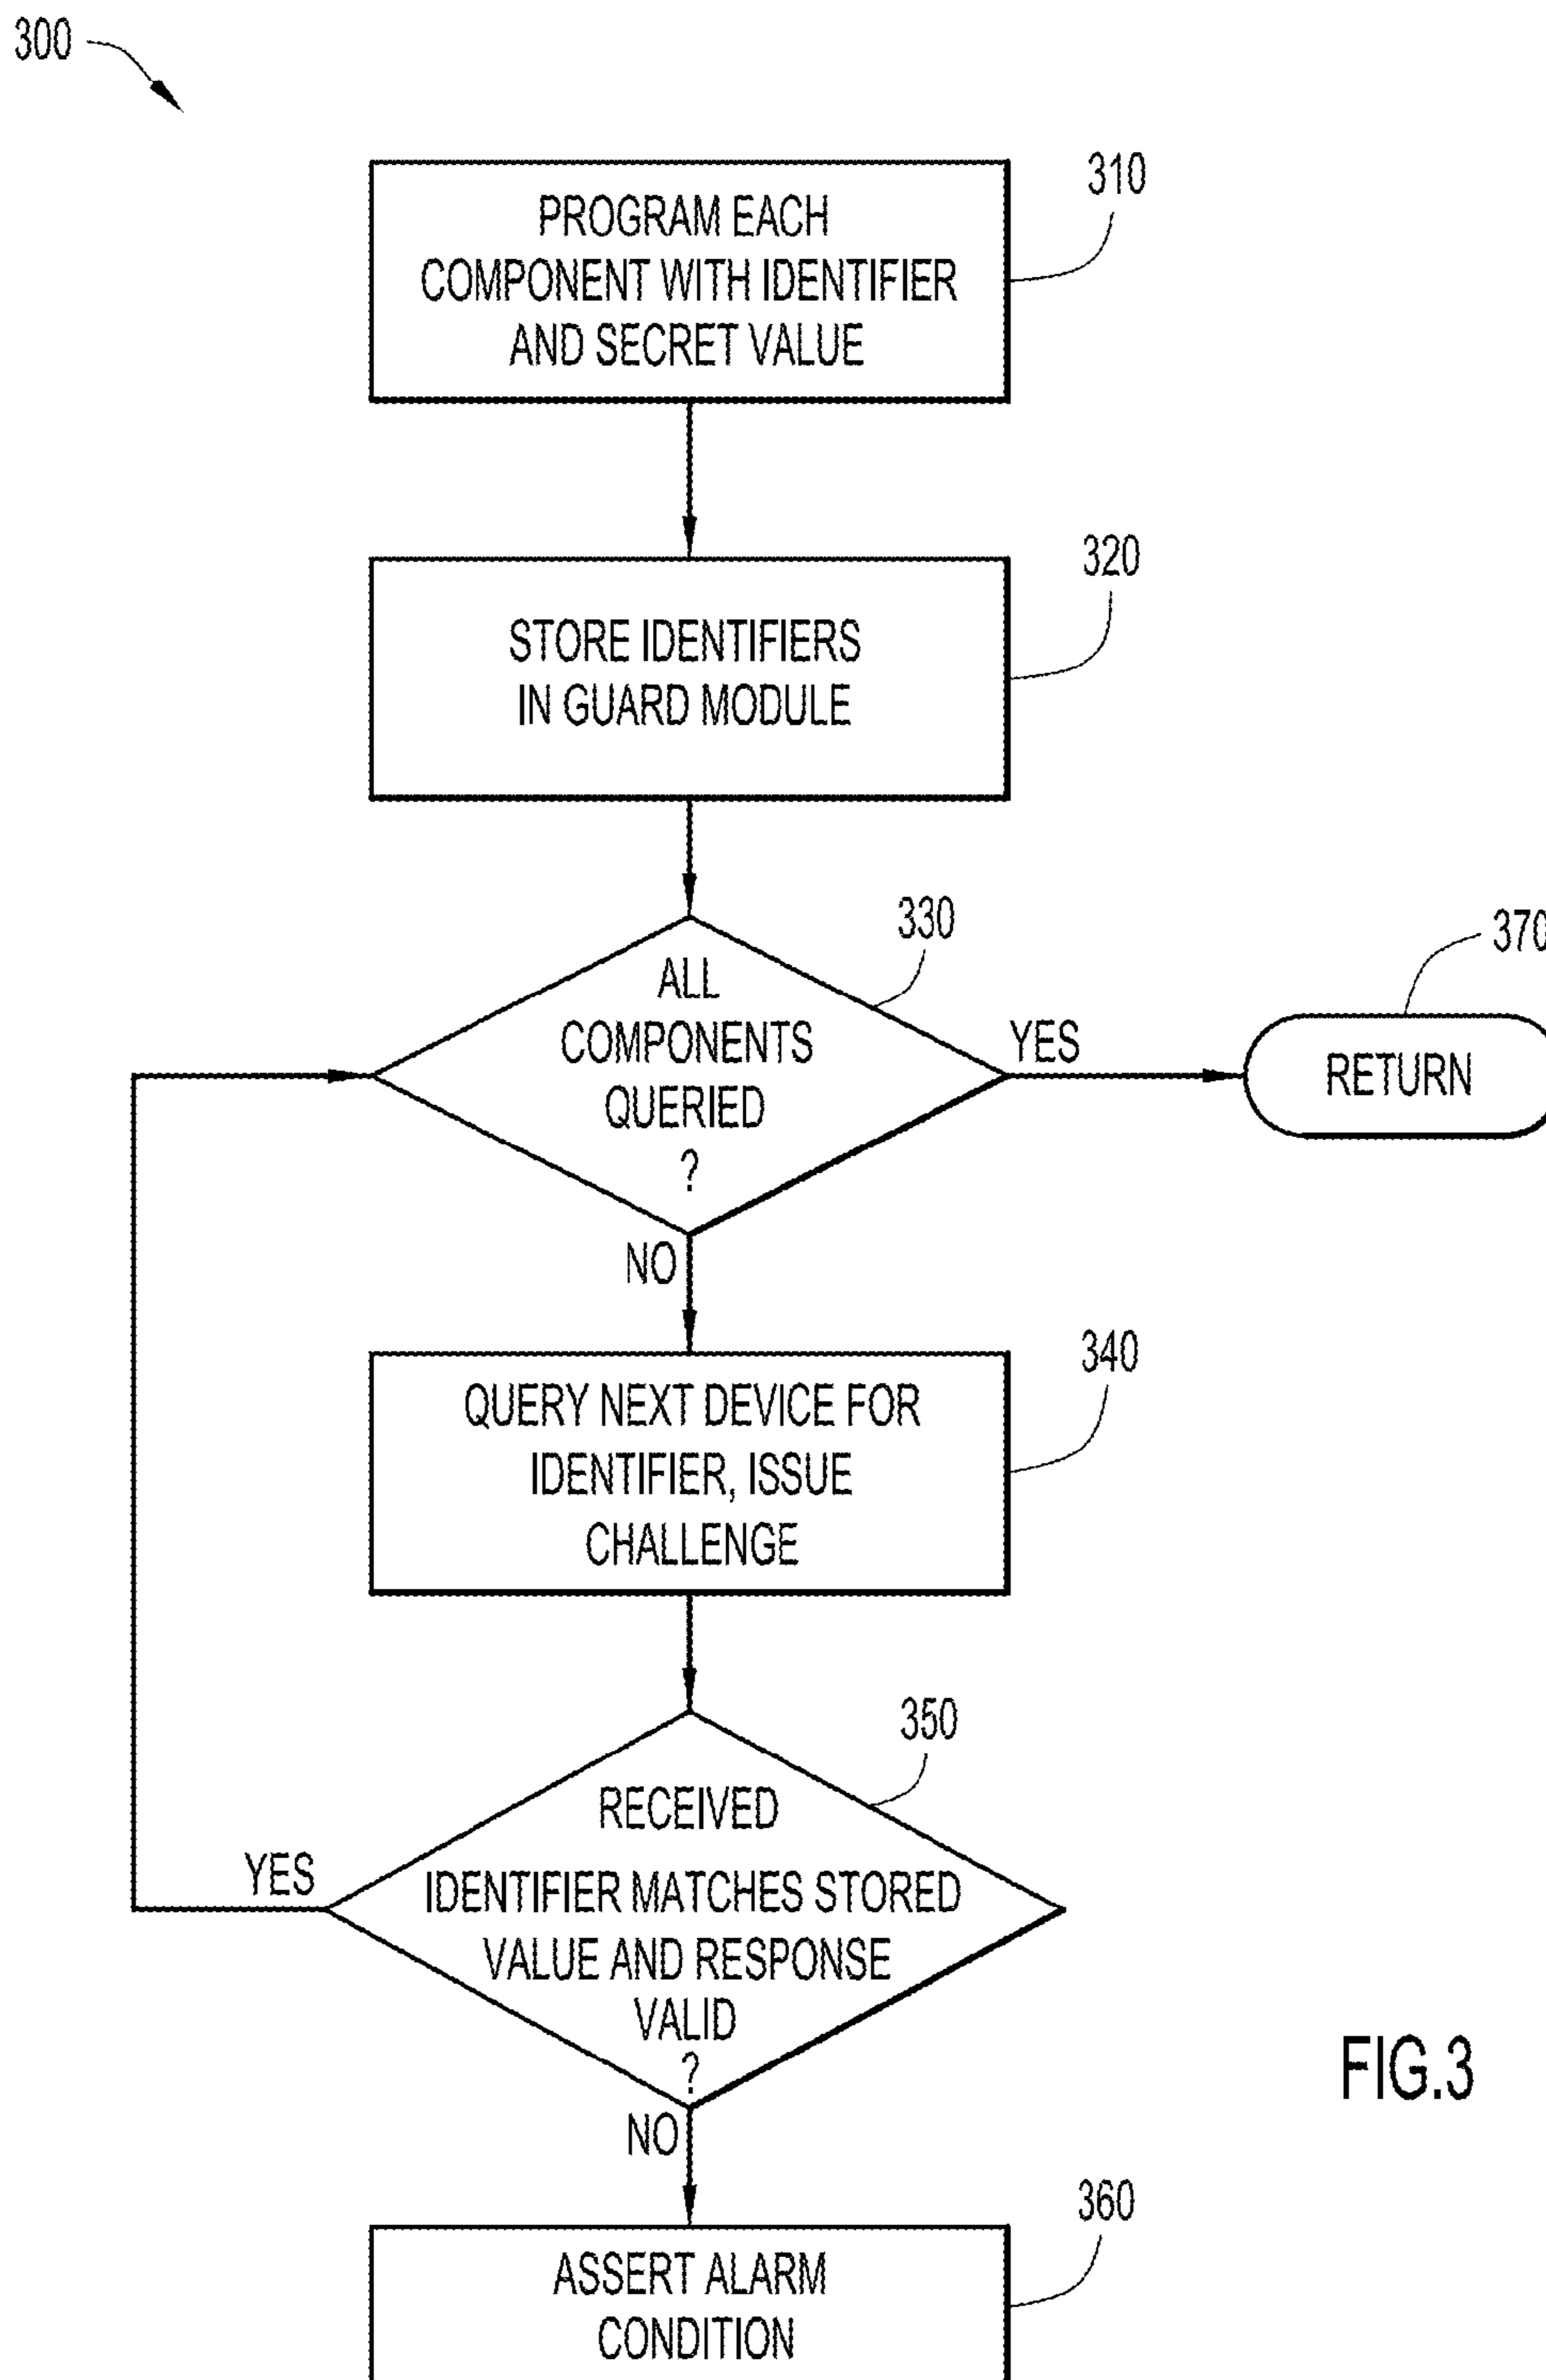 300
310
PROGRAM EACH
COMPONENT WITH IDENTIFIER
AND SECRET VALUE
320
STORE IDENTIFIERS
IN GUARD MODULE
330
370
ALL
COMPONENTS
QUERIED
?
YES
RETURN
NO
340
QUERY NEXT DEVICE FOR
IDENTIFIER, ISSUE
CHALLENGE
350
RECEIVED
YES
IDENTIFIER MATCHES STORED
VALUE AND RESPONSE
VALID
?
NO
FIG.3
360
ASSERT ALARM
CONDITION